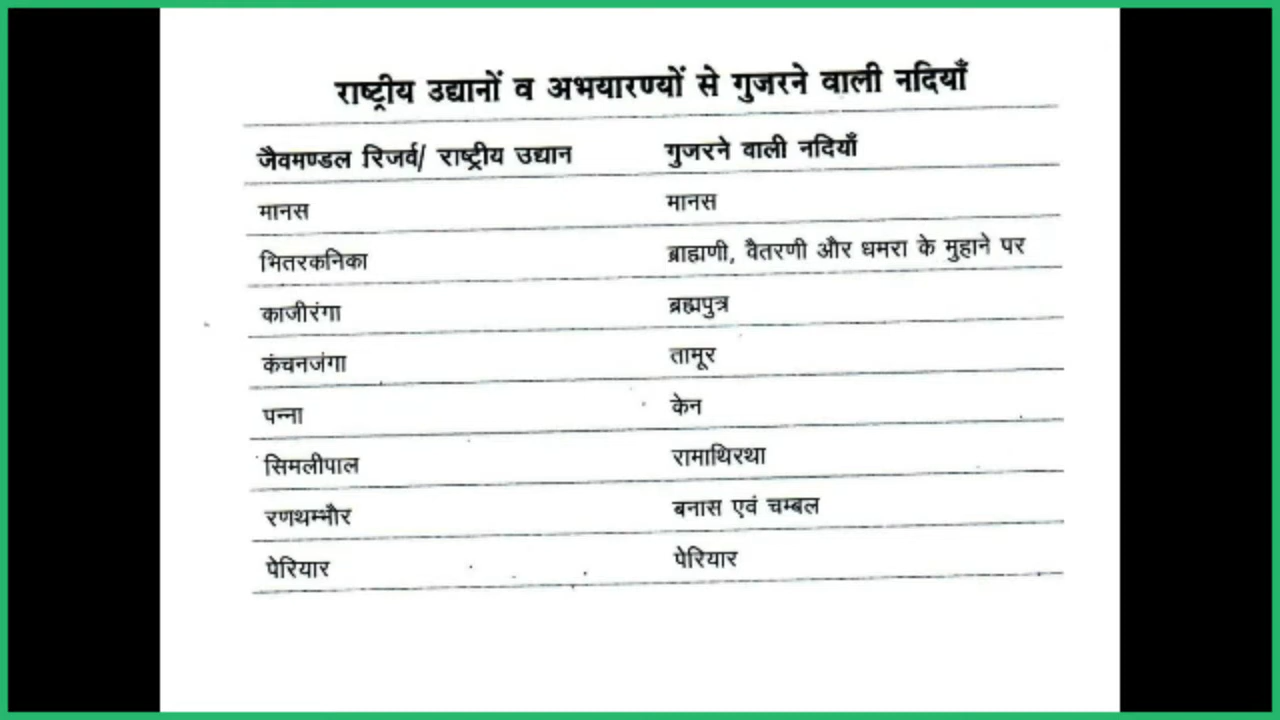 राष्ट्रीय उद्यानों व अभयारण्यों से गुजरने वाली नदियाँ
जैवमण्डल रिजर्व/ राष्ट्रीय उद्यान गुजरने वाली नदियाँ
मानस मानस
भितरकनिका ब्राह्मणी, वैतरणी और धमरा के मुहाने पर
काजीरंगा ब्रह्मपुत्र
कंचनजंगा तामूर
पन्ना केन
सिमलीपाल रामाथिरथा
रणथम्भौर बनास एवं चम्बल
पेरियार पेरियार